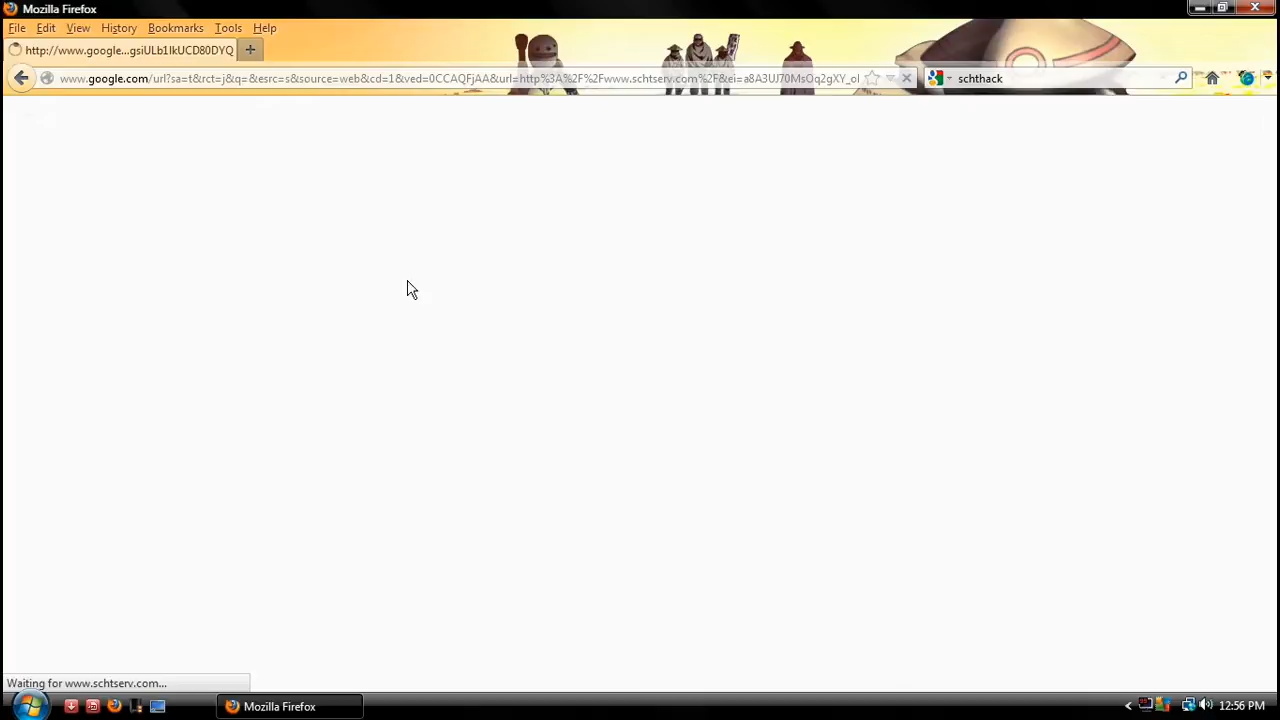 Mozilla Firefox
File Edit View History Bookmarks Tools Help
http://www.google...gsiULb1IkUCD80DYQ
www.google.com/url?sa=t&rct=j&q=&esrc=s&source=web&cd=1&ved=0CCAQFjAA&url=http%3A%2F%2Fwww.schtserv.com%2F&ei=a8A3UJ70MsOq2gXY_ol
schthack
Waiting for www.schtserv.com...
Mozilla Firefox
12:56 PM